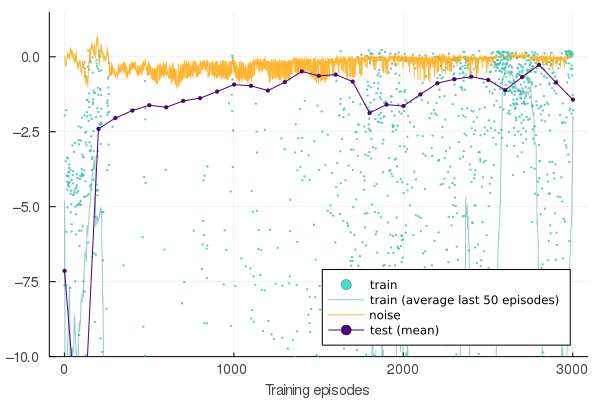 0.0
−2.5
−5.0
−7.5
−10.0
train
train (average last 50 episodes)
noise
test (mean)
0 1000 2000 3000
Training episodes